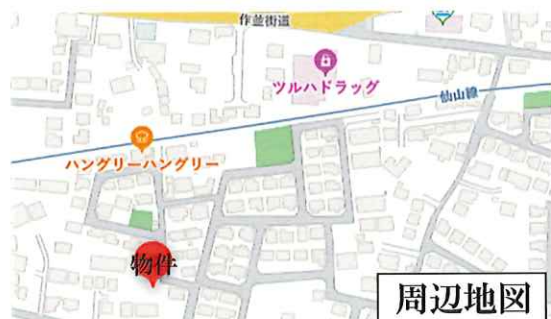 作並街道
ツルハドラッグ
仙山線
ハングリーハングリー
物件
周辺地図